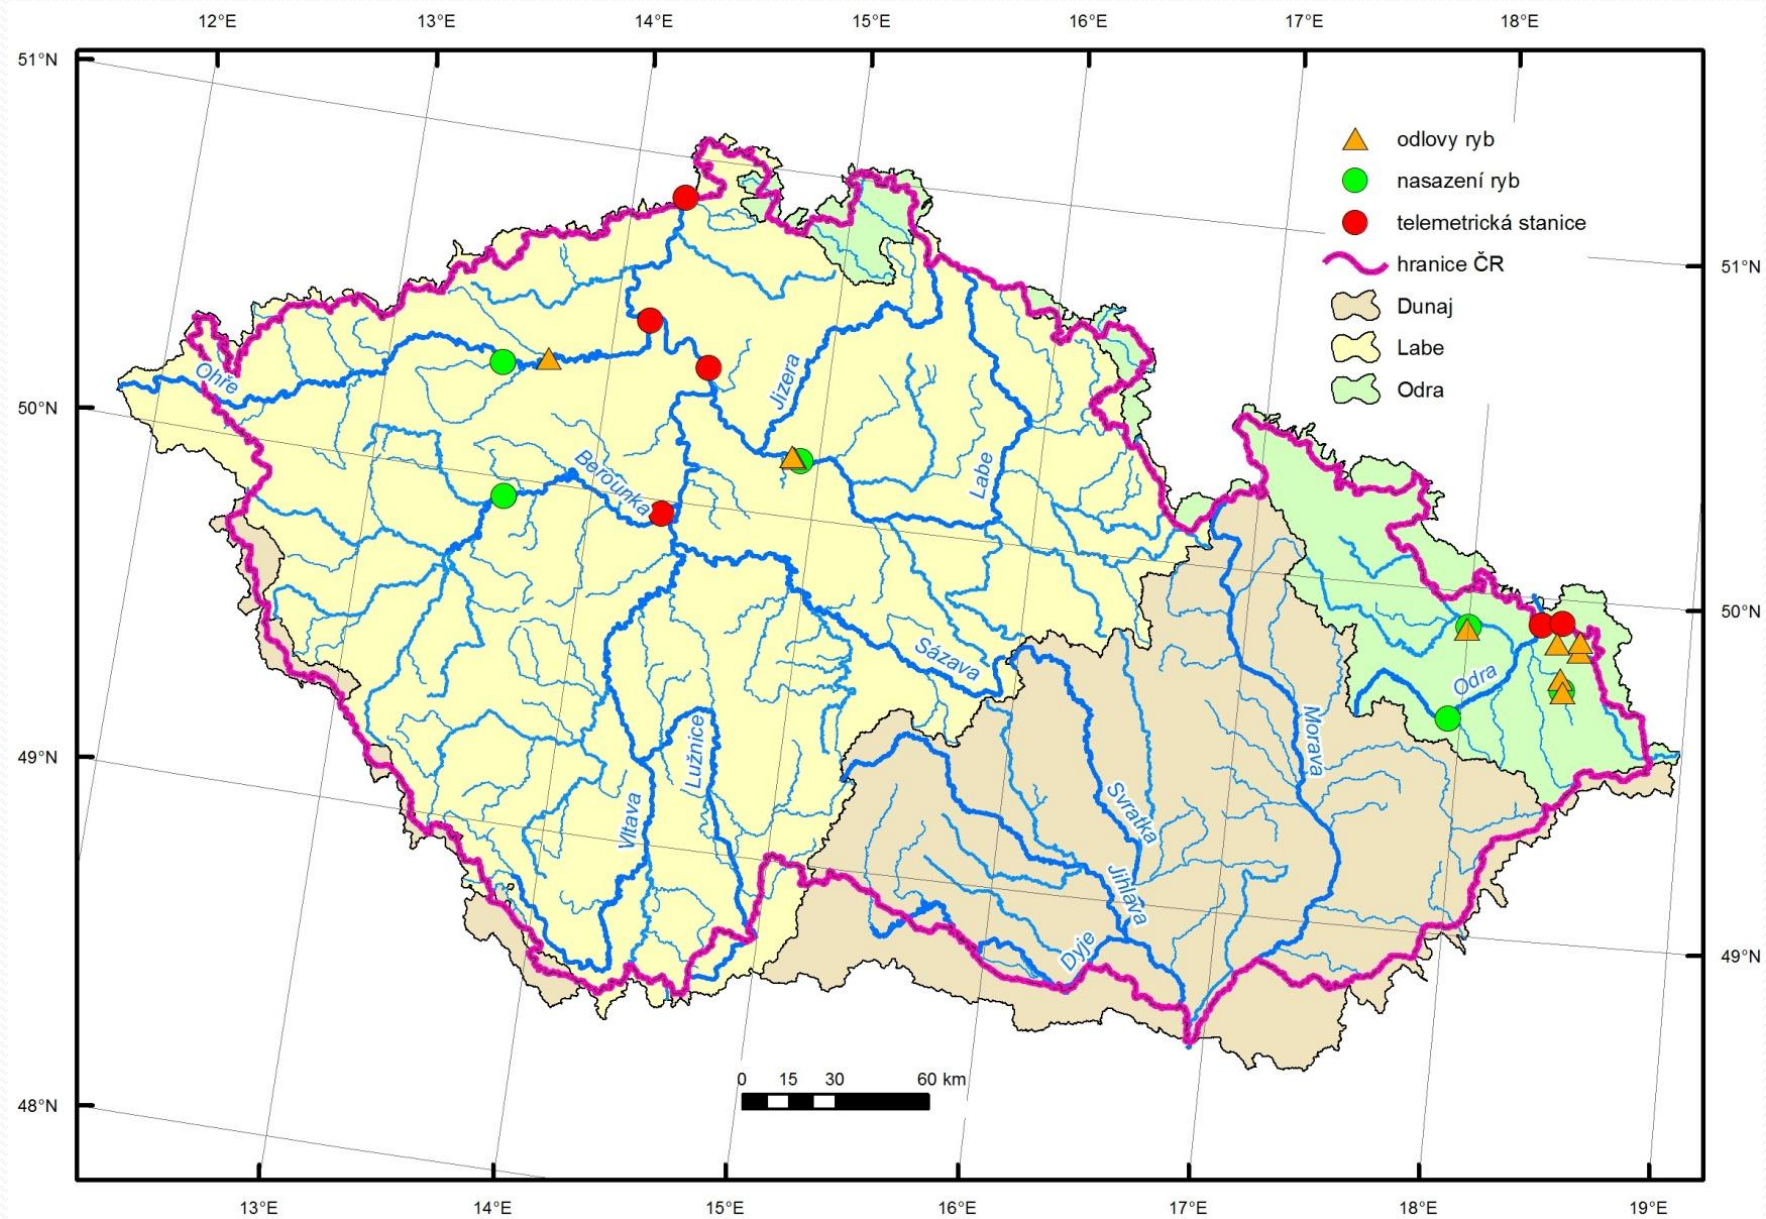 12°E 13°E 14°E 15°E 16°E 17°E 18°E
51°N
odlovy ryb
nasazení ryb
telemetrická stanice
hranice ČR
51°N
Dunaj
Labe
Odra
Ohře
Jizera
50°N
Berounka
Labe
50°N
Sázava
Odra
Morava
Lužnice
49°N
Vltava
Svratka
Jihlava
Dyje
49°N
0 15 30 60 km
48°N
13°E 14°E 15°E 16°E 17°E 18°E 19°E